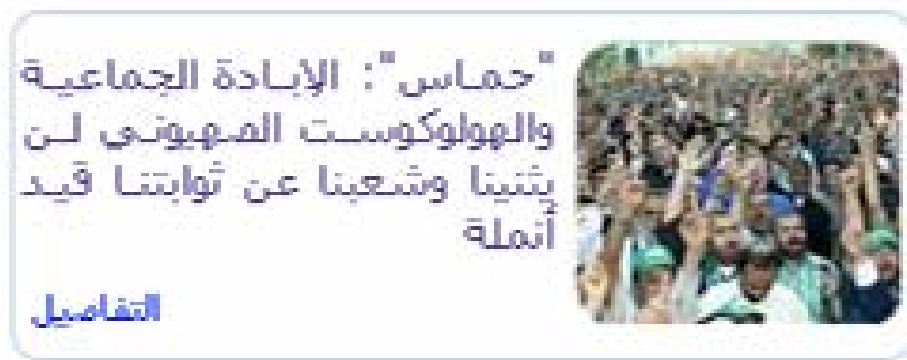 "حماس": الإبادة الجماعية
والهولوكوست الصهيوني لن
يثنينا وشعبنا عن ثوابتنا قيد
أنملة
التفاصيل